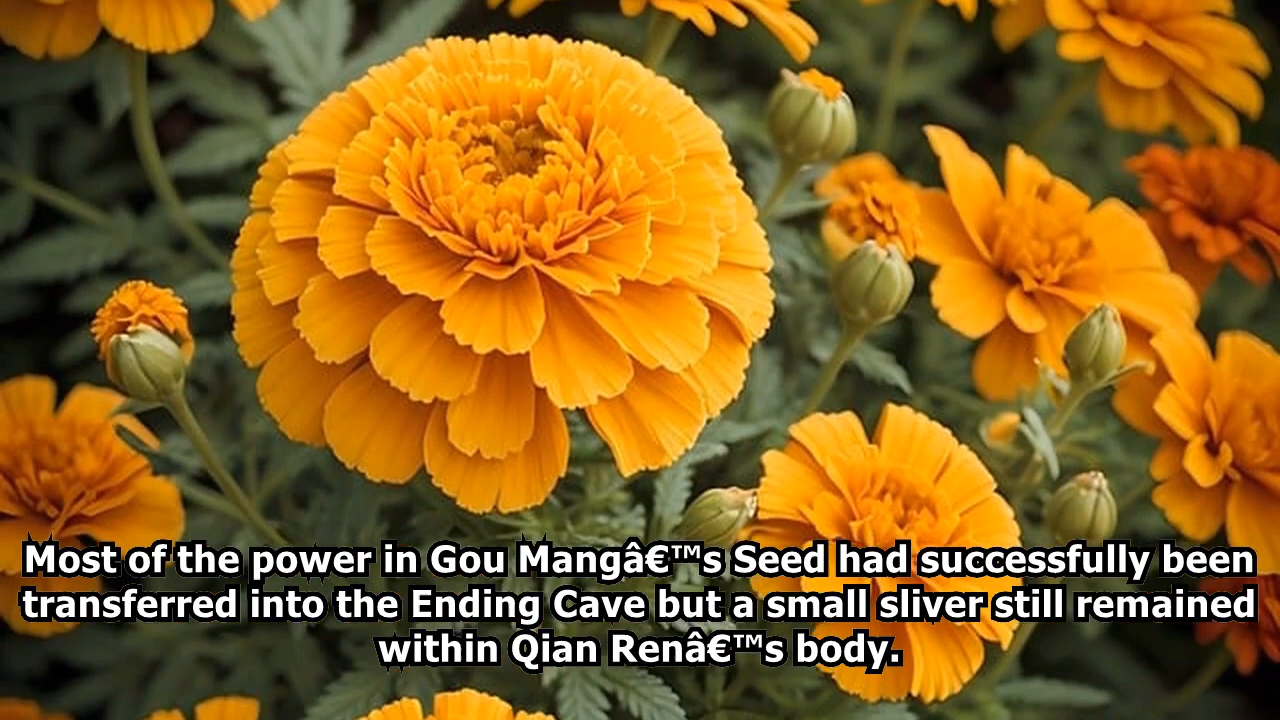 Most of the power in Gou Mangâ€™s Seed had successfully been
transferred into the Ending Cave but a small sliver still remained
within Qian Renâ€™s body.